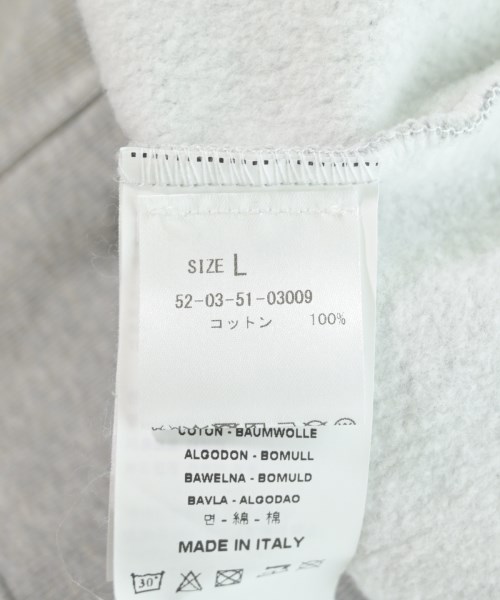 SIZE L
52-03-51-03009
コットン 100%
COTON - BAUMWOLLE
ALGODON - BOMULL
BAWELNA - BOMULD
BAVLA - ALGODAO
면 - 綿 - 棉
MADE IN ITALY
30°